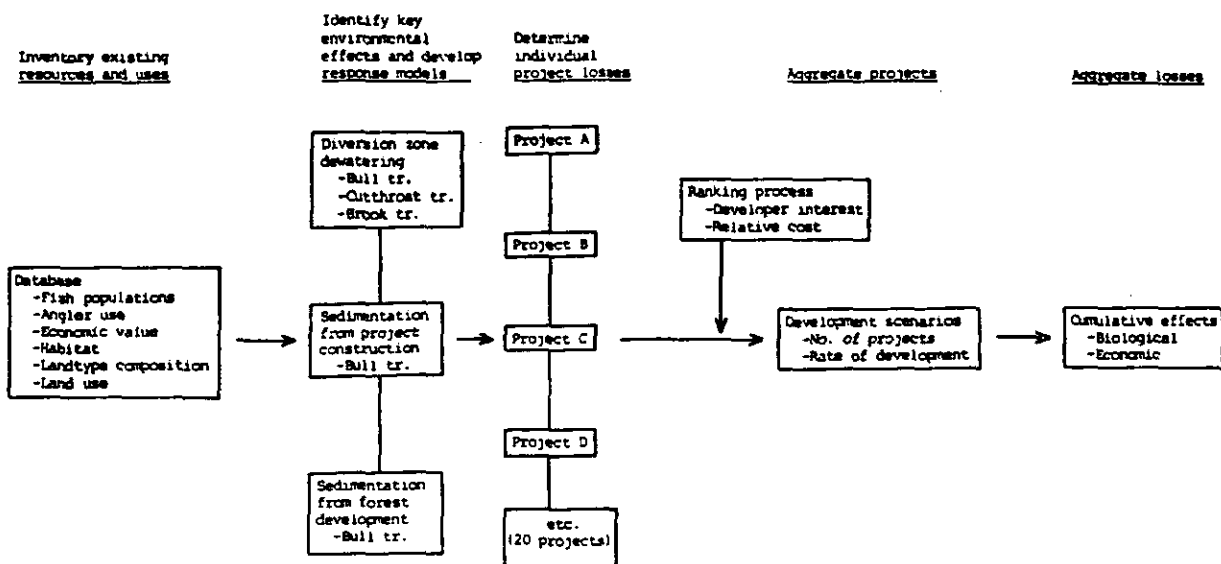 Inventory existing
resources and uses
Identify key
environmental
effects and develop
response models
Determine
individual
project losses
Aggregate projects
Aggregate losses
Database
-Fish populations
-Angler use
-Economic value
-Habitat
-Landtype composition
-Land use
Diversion zone
dewatering
-Bull tr.
-Cutthroat tr.
-Brook tr.
Sedimentation
from project
construction
-Bull tr.
Sedimentation
from forest
development
-Bull tr.
Project A
Project B
Project C
Project D
etc.
(20 projects)
Ranking process
-Developer interest
-Relative cost
Development scenarios
-No. of projects
-Rate of development
Cumulative effects
-Biological
-Economic